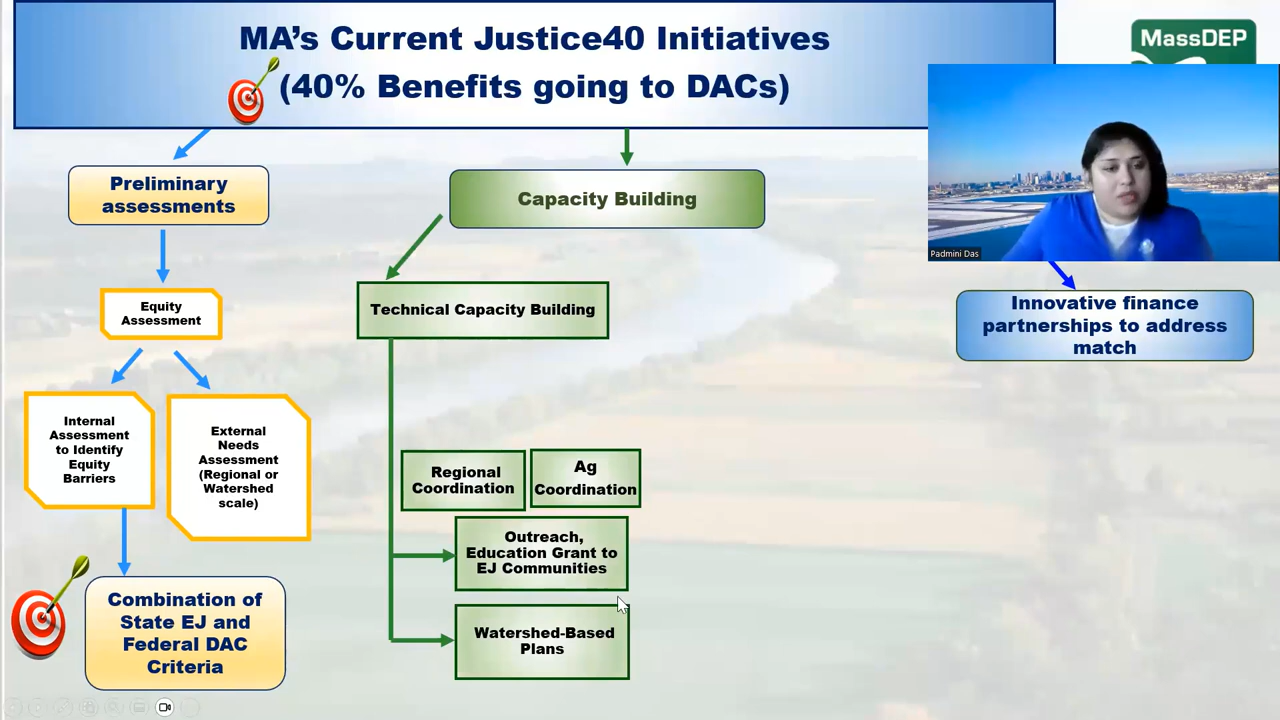 MA’s Current Justice40 Initiatives
(40% Benefits going to DACs)
MassDEP
Padmini Das
Preliminary
assessments
Capacity Building
Innovative finance
partnerships to address
match
Equity
Assessment
Technical Capacity Building
Internal
Assessment
to Identify
Equity
Barriers
External
Needs
Assessment
(Regional or
Watershed
scale)
Regional
Coordination
Ag
Coordination
Outreach,
Education Grant to
EJ Communities
Combination of
State EJ and
Federal DAC
Criteria
Watershed-Based
Plans